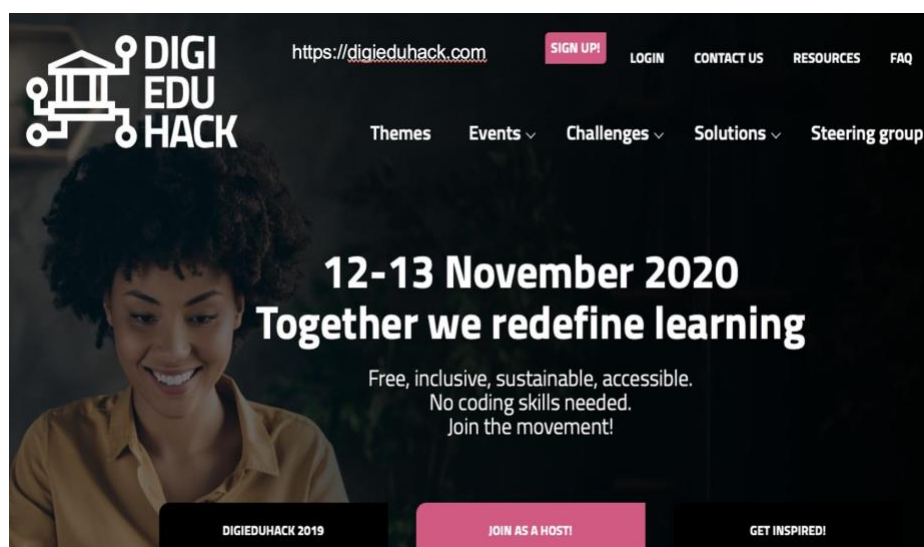 DIGI
EDU
HACK
https://digieduhack.com
SIGN UP!
LOGIN
CONTACT US
RESOURCES
FAQ
Themes
Events
Challenges
Solutions
Steering group
12-13 November 2020
Together we redefine learning
Free, inclusive, sustainable, accessible.
No coding skills needed.
Join the movement!
DIGIEDUHACK 2019
JOIN AS A HOST!
GET INSPIRED!